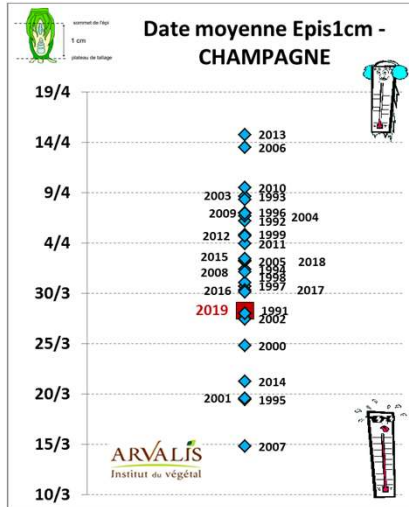 sommet de l'épi
1 cm
plateau de tallage
Date moyenne Epis1cm -
CHAMPAGNE
19/4
14/4
2013
2006
9/4
2010
2003 1993
2009 1996 2004
1992
4/4
2012 1999
2011
2015 2005 2018
2008 1994
1998
30/3
2016 1997 2017
2019 1991
2002
25/3
2000
20/3
2014
2001 1995
15/3
2007
10/3
ARVALIS
Institut du végétal